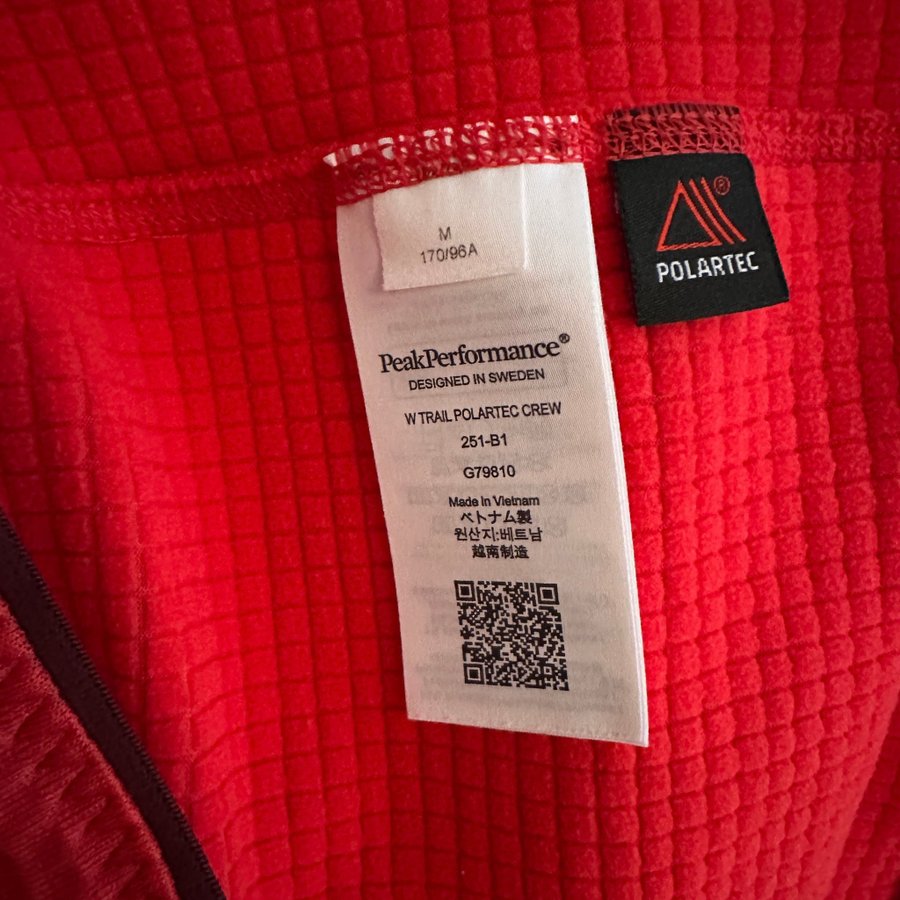 M
170/96A
PeakPerformance®
DESIGNED IN SWEDEN
W TRAIL POLARTEC CREW
251-B1
G79810
Made in Vietnam
ベトナム製
원산지:베트남
越南制造
®
POLARTEC